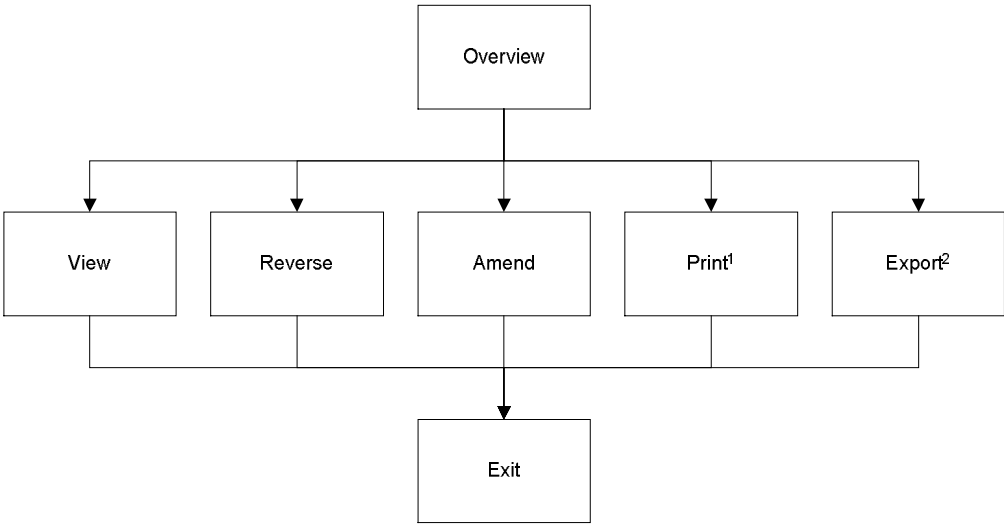 Overview
View
Reverse
Amend
Print¹
Export²
Exit